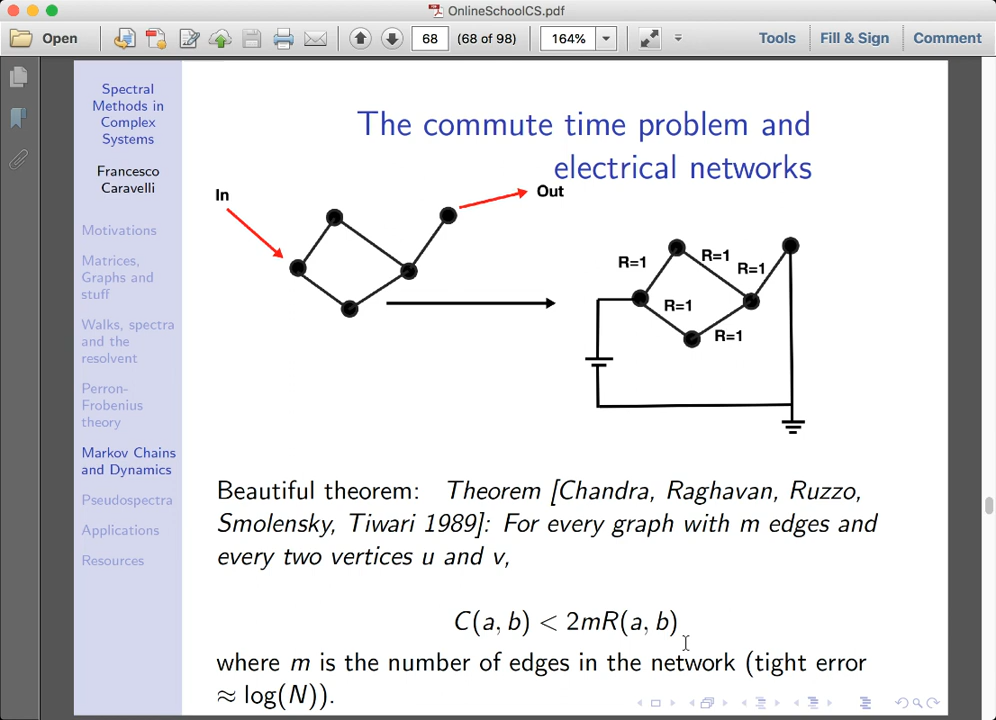 OnlineSchoolCS.pdf
Open
68
(68 of 98)
164%
Tools
Fill & Sign
Comment
Spectral
Methods in
Complex
Systems
Francesco
Caravelli
Motivations
Matrices,
Graphs and
stuff
Walks, spectra
and the
resolvent
Perron-
Frobenius
theory
Markov Chains
and Dynamics
Pseudospectra
Applications
Resources
The commute time problem and
electrical networks
In
Out
R=1
R=1
R=1
R=1
R=1
Beautiful theorem: Theorem [Chandra, Raghavan, Ruzzo,
Smolensky, Tiwari 1989]: For every graph with m edges and
every two vertices u and v,
C(a, b) < 2mR(a, b)
where m is the number of edges in the network (tight error
≈ log(N)).